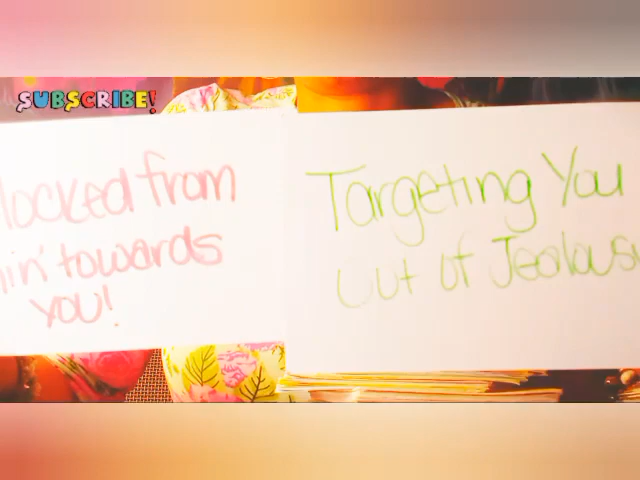 SUBSCRIBE!
locked from
in' towards
YOU!
Targeting You
Out of Jealous